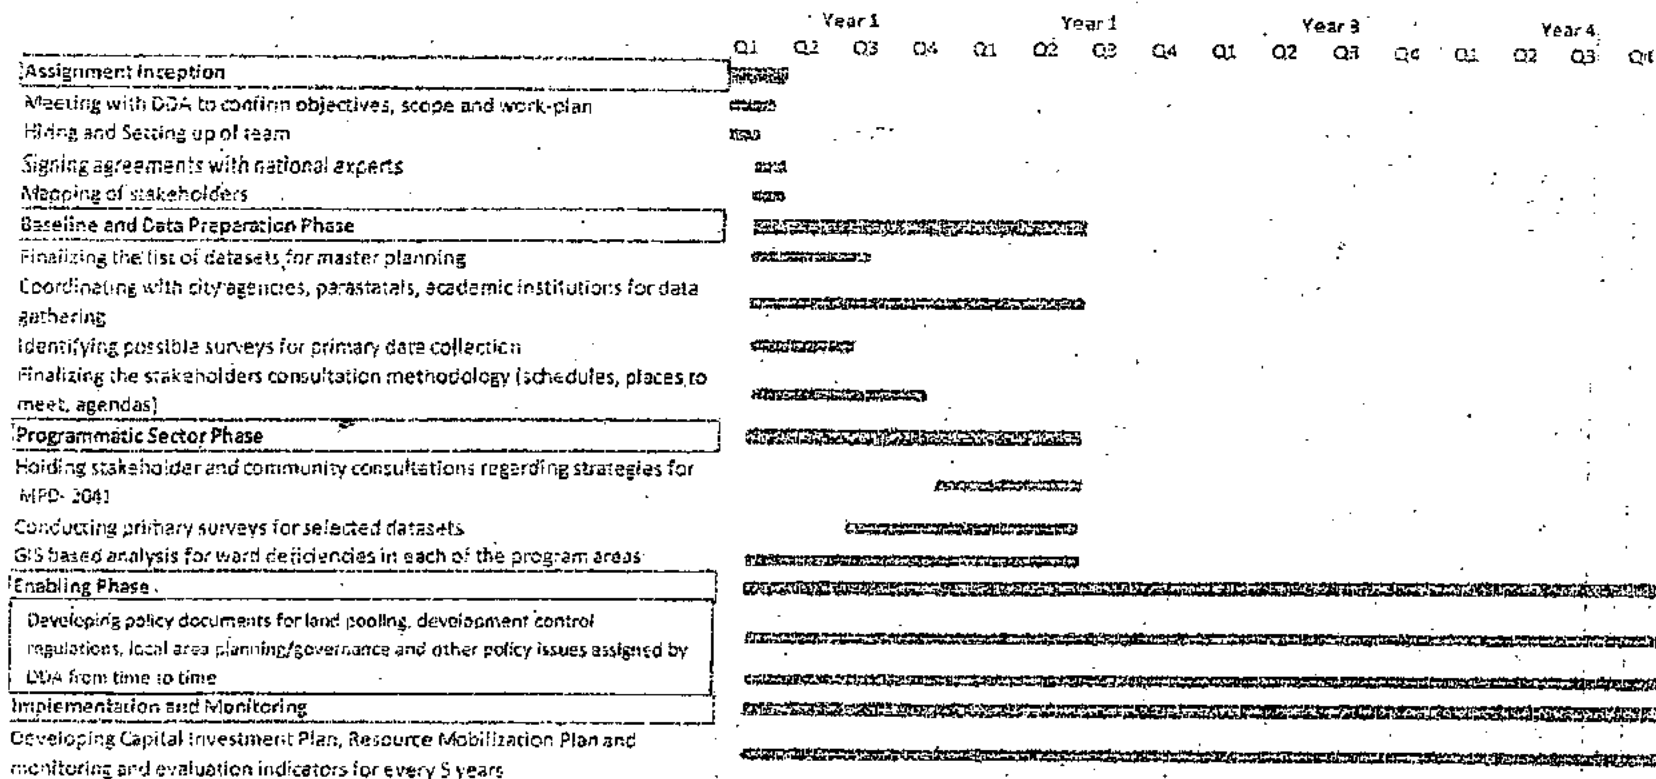 Year 1 Year 1 Year 3 Year 4
Q1 Q2 Q3 Q4 Q1 Q2 Q3 Q4 Q1 Q2 Q3 Q4 Q1 Q2 Q3 Q4
Assignment Inception
Meeting with DDA to confirm objectives, scope and work-plan
Hiring and Setting up of team
Signing agreements with national experts
Mapping of stakeholders
Baseline and Data Preparation Phase
Finalizing the list of datasets for master planning
Coordinating with city agencies, parastatals, academic institutions for data
gathering
Identifying possible surveys for primary data collection
Finalizing the stakeholders consultation methodology (schedules, places to
meet, agendas)
Programmatic Sector Phase
Holding stakeholder and community consultations regarding strategies for
MPD- 2041
Conducting primary surveys for selected datasets
GIS based analysis for ward deficiencies in each of the program areas
Enabling Phase
Developing policy documents for land pooling, development control
regulations, local area planning/governance and other policy issues assigned by
DDA from time to time
Implementation and Monitoring
Developing Capital Investment Plan, Resource Mobilization Plan and
monitoring and evaluation indicators for every 5 years